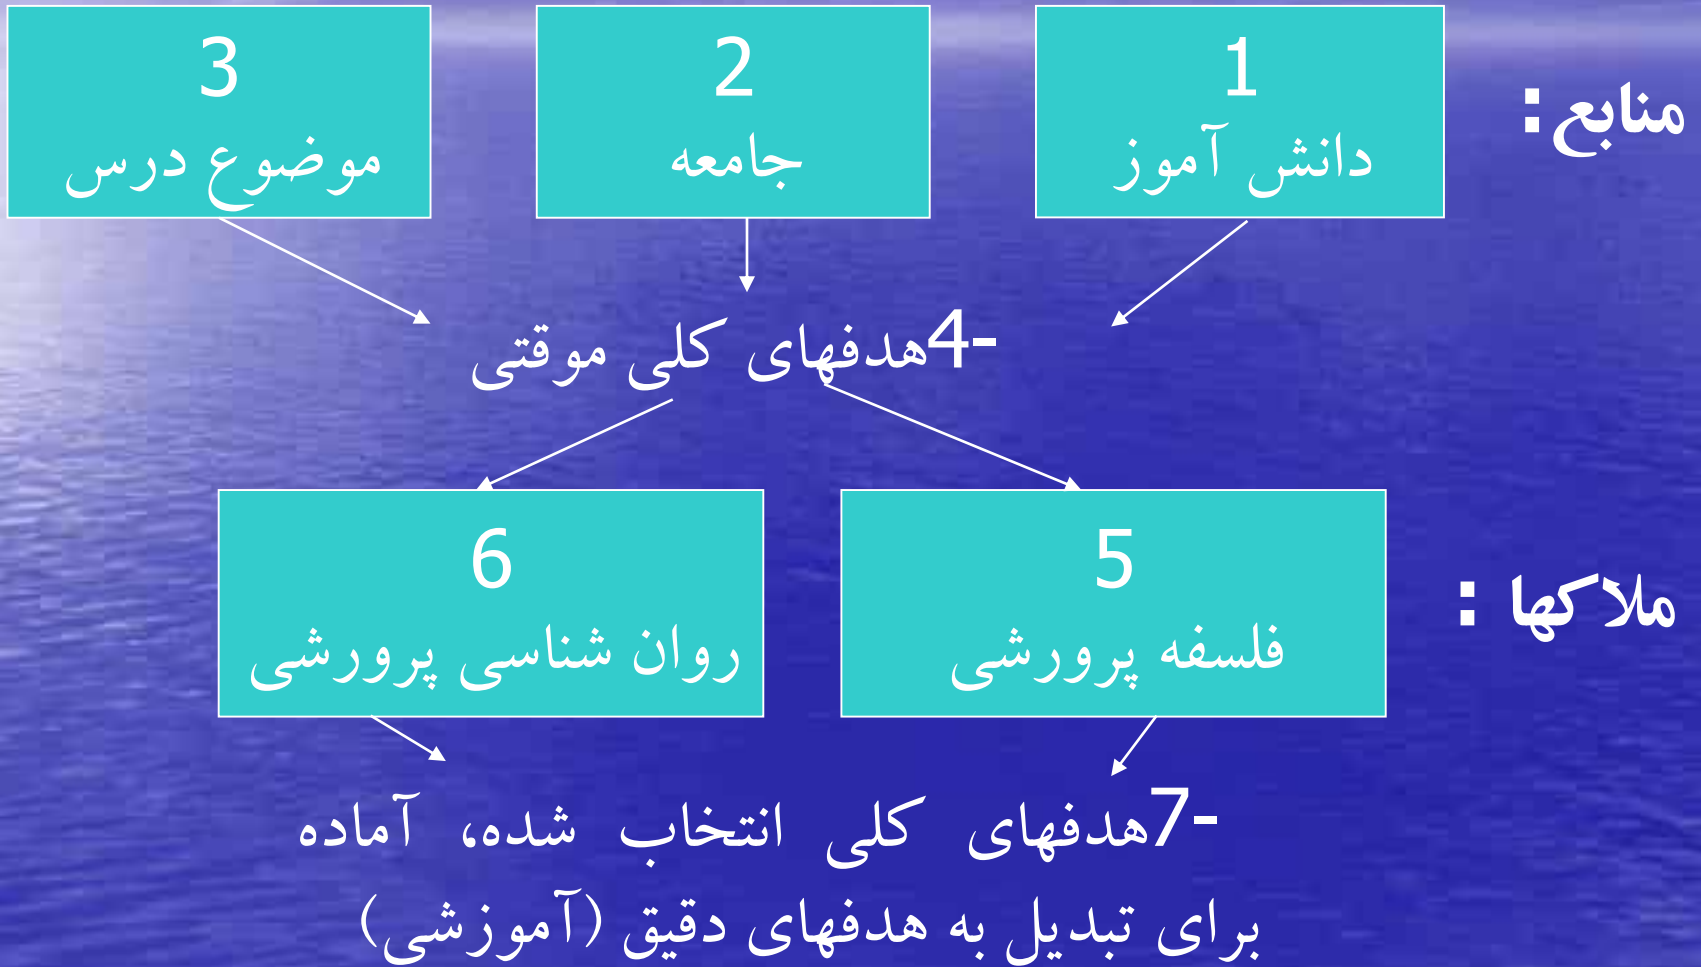 منابع :
1
دانش آموز
2
جامعه
3
موضوع درس
4- هدفهای کلی موقتی
ملاکها :
5
فلسفه پرورشی
6
روان شناسی پرورشی
7- هدفهای کلی انتخاب شده، آماده
برای تبدیل به هدفهای دقیق (آموزشی)